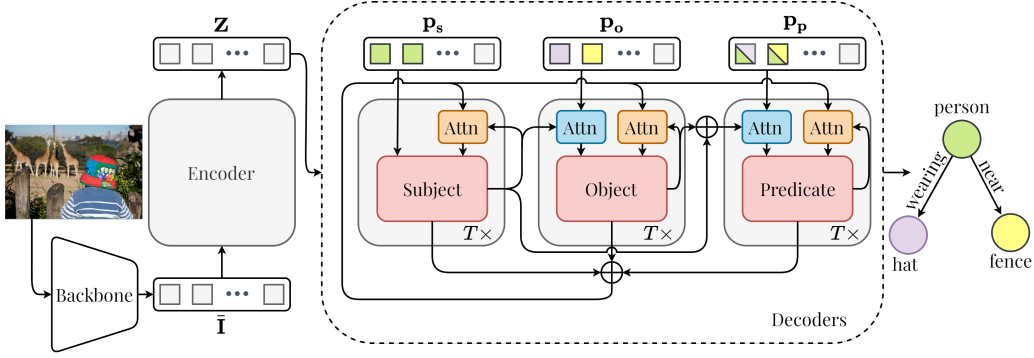 Z
p_s
p_o
p_p
•••
•••
•••
•••
Attn
Attn
Attn
Attn
Attn
Encoder
Subject
Object
Predicate
T×
T×
T×
person
wearing
near
hat
fence
Backbone
•••
Ī
Decoders